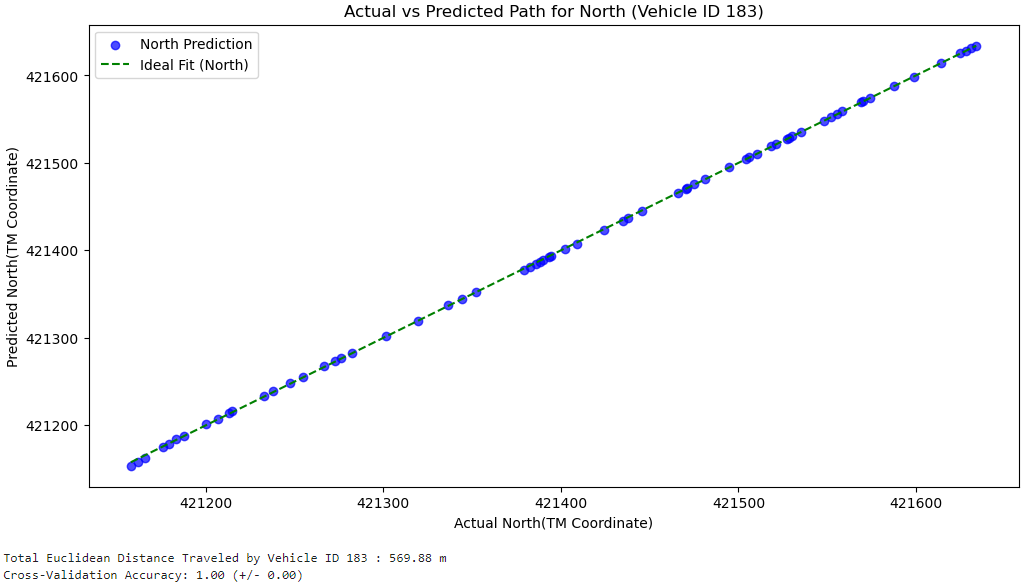 Actual vs Predicted Path for North (Vehicle ID 183)
North Prediction
Ideal Fit (North)
Predicted North(TM Coordinate)
421600
421500
421400
421300
421200
421200 421300 421400 421500 421600
Actual North(TM Coordinate)
Total Euclidean Distance Traveled by Vehicle ID 183 : 569.88 m
Cross-Validation Accuracy: 1.00 (+/- 0.00)